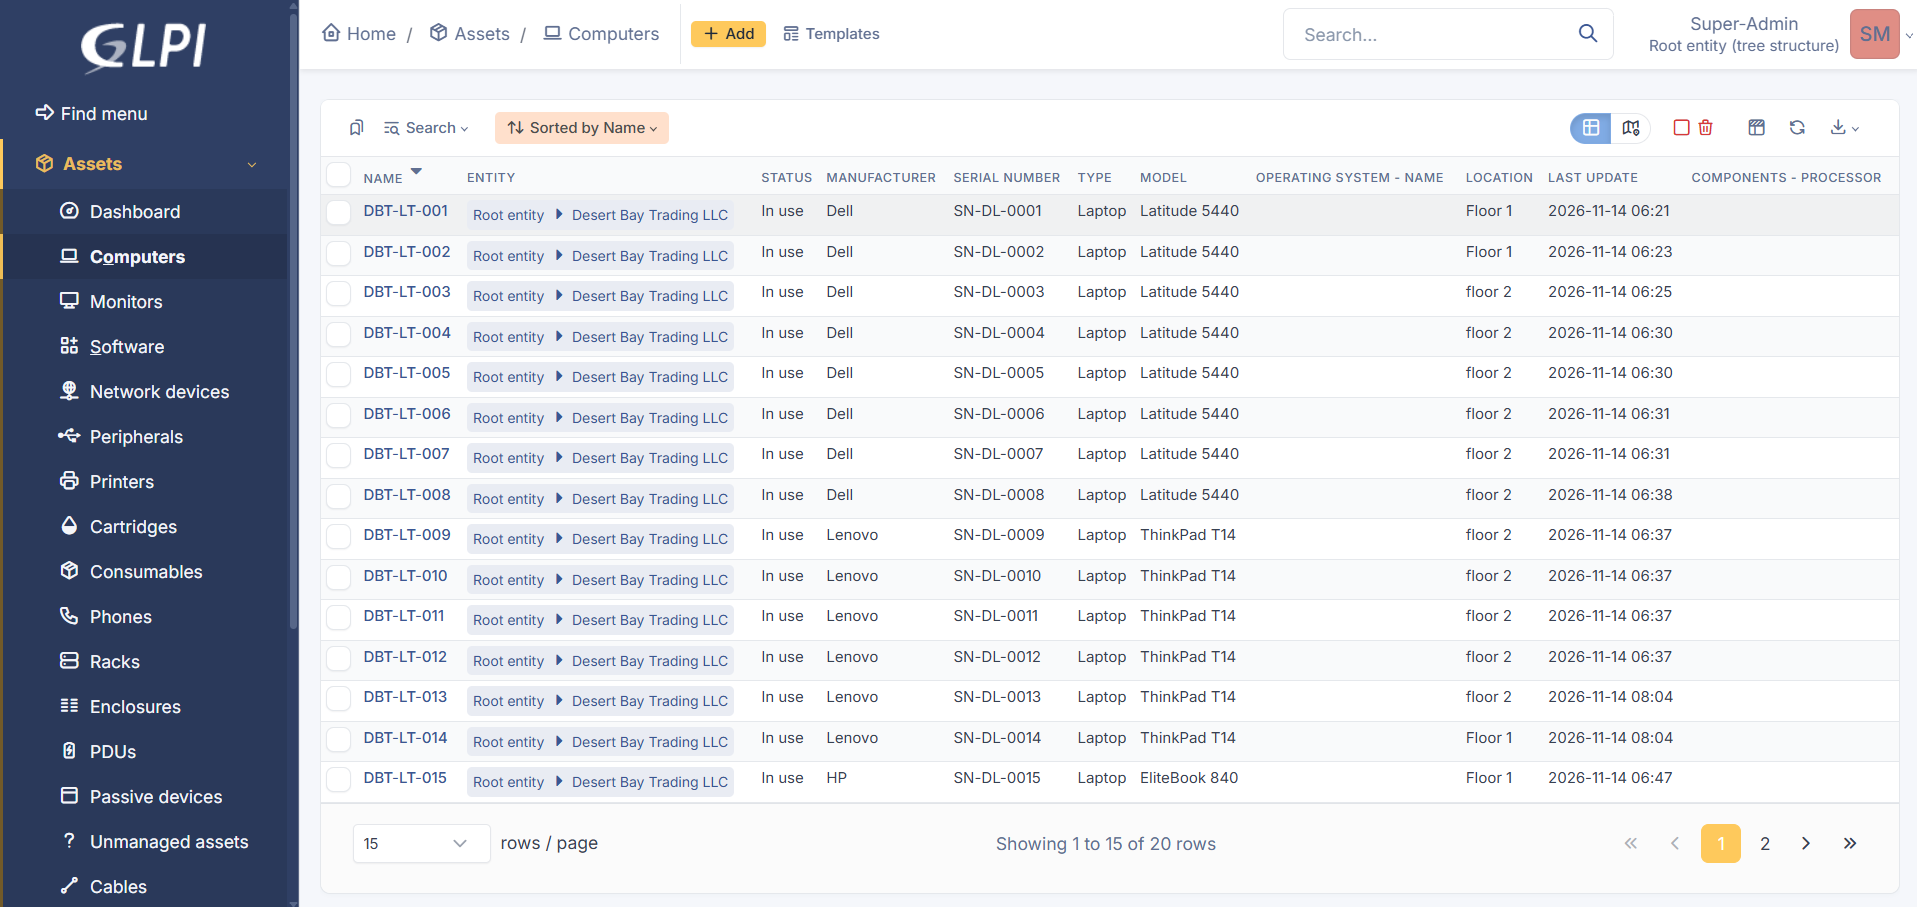 GLPI
Find menu
Assets
Dashboard
Computers
Monitors
Software
Network devices
Peripherals
Printers
Cartridges
Consumables
Phones
Racks
Enclosures
PDUs
Passive devices
Unmanaged assets
Cables
Home / Assets / Computers
Add
Templates
Search...
Super-Admin
Root entity (tree structure)
SM
Search
Sorted by Name
NAME ENTITY STATUS MANUFACTURER SERIAL NUMBER TYPE MODEL OPERATING SYSTEM - NAME LOCATION LAST UPDATE COMPONENTS - PROCESSOR
DBT-LT-001 Root entity Desert Bay Trading LLC In use Dell SN-DL-0001 Laptop Latitude 5440 Floor 1 2026-11-14 06:21
DBT-LT-002 Root entity Desert Bay Trading LLC In use Dell SN-DL-0002 Laptop Latitude 5440 Floor 1 2026-11-14 06:23
DBT-LT-003 Root entity Desert Bay Trading LLC In use Dell SN-DL-0003 Laptop Latitude 5440 floor 2 2026-11-14 06:25
DBT-LT-004 Root entity Desert Bay Trading LLC In use Dell SN-DL-0004 Laptop Latitude 5440 floor 2 2026-11-14 06:30
DBT-LT-005 Root entity Desert Bay Trading LLC In use Dell SN-DL-0005 Laptop Latitude 5440 floor 2 2026-11-14 06:30
DBT-LT-006 Root entity Desert Bay Trading LLC In use Dell SN-DL-0006 Laptop Latitude 5440 floor 2 2026-11-14 06:31
DBT-LT-007 Root entity Desert Bay Trading LLC In use Dell SN-DL-0007 Laptop Latitude 5440 floor 2 2026-11-14 06:31
DBT-LT-008 Root entity Desert Bay Trading LLC In use Dell SN-DL-0008 Laptop Latitude 5440 floor 2 2026-11-14 06:38
DBT-LT-009 Root entity Desert Bay Trading LLC In use Lenovo SN-DL-0009 Laptop ThinkPad T14 floor 2 2026-11-14 06:37
DBT-LT-010 Root entity Desert Bay Trading LLC In use Lenovo SN-DL-0010 Laptop ThinkPad T14 floor 2 2026-11-14 06:37
DBT-LT-011 Root entity Desert Bay Trading LLC In use Lenovo SN-DL-0011 Laptop ThinkPad T14 floor 2 2026-11-14 06:37
DBT-LT-012 Root entity Desert Bay Trading LLC In use Lenovo SN-DL-0012 Laptop ThinkPad T14 floor 2 2026-11-14 06:37
DBT-LT-013 Root entity Desert Bay Trading LLC In use Lenovo SN-DL-0013 Laptop ThinkPad T14 floor 2 2026-11-14 08:04
DBT-LT-014 Root entity Desert Bay Trading LLC In use Lenovo SN-DL-0014 Laptop ThinkPad T14 Floor 1 2026-11-14 08:04
DBT-LT-015 Root entity Desert Bay Trading LLC In use HP SN-DL-0015 Laptop EliteBook 840 Floor 1 2026-11-14 06:47
15 rows / page
Showing 1 to 15 of 20 rows
« ‹ 1 2 › »